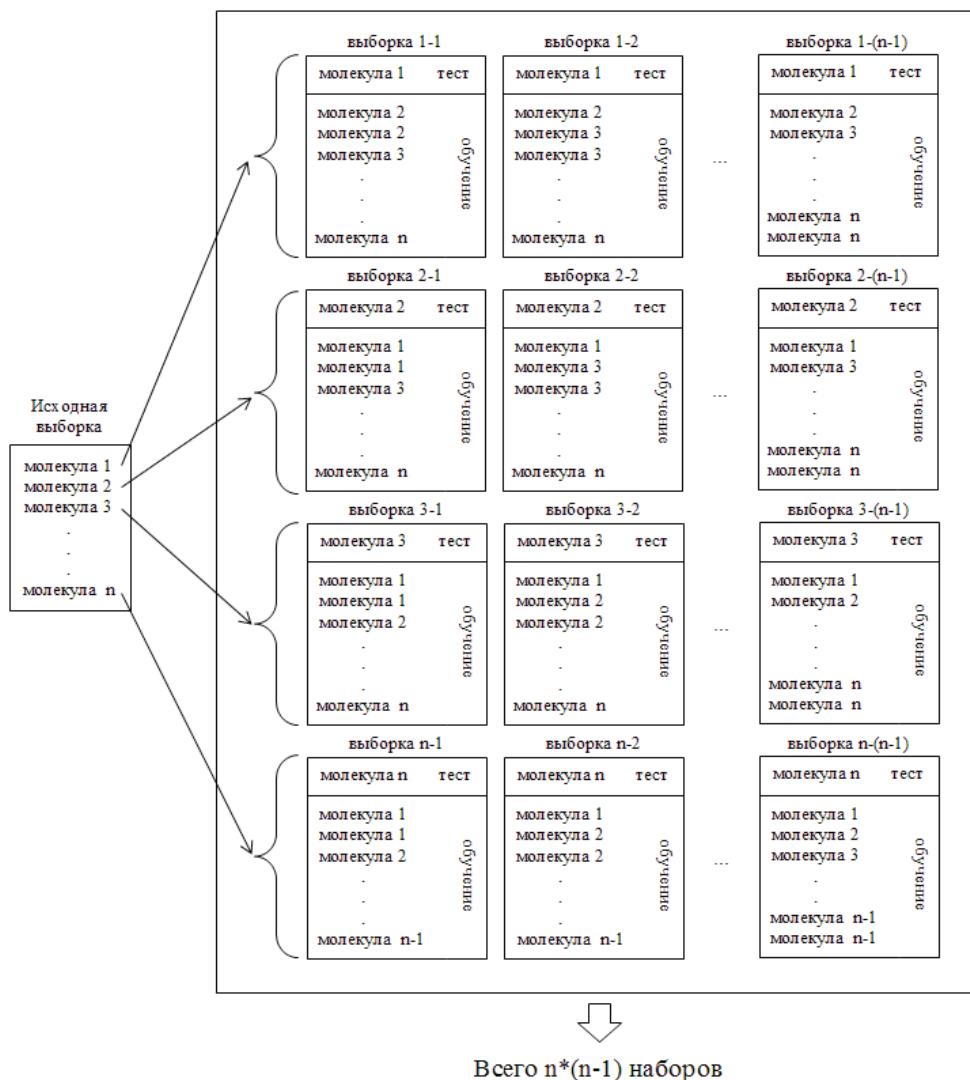 выборка 1-1
молекула 1 тест
молекула 2
молекула 2
молекула 3
.
.
.
молекула n
обучение
выборка 1-2
молекула 1 тест
молекула 2
молекула 3
молекула 3
.
.
.
молекула n
обучение
...
выборка 1-(n-1)
молекула 1 тест
молекула 2
молекула 3
.
.
.
молекула n
молекула n
обучение
выборка 2-1
молекула 2 тест
молекула 1
молекула 1
молекула 3
.
.
.
молекула n
обучение
выборка 2-2
молекула 2 тест
молекула 1
молекула 3
молекула 3
.
.
.
молекула n
обучение
...
выборка 2-(n-1)
молекула 2 тест
молекула 1
молекула 3
.
.
.
молекула n
молекула n
обучение
Исходная
выборка
молекула 1
молекула 2
молекула 3
.
.
.
молекула n
выборка 3-1
молекула 3 тест
молекула 1
молекула 1
молекула 2
.
.
.
молекула n
обучение
выборка 3-2
молекула 3 тест
молекула 1
молекула 2
молекула 2
.
.
.
молекула n
обучение
...
выборка 3-(n-1)
молекула 3 тест
молекула 1
молекула 2
.
.
.
молекула n
молекула n
обучение
выборка n-1
молекула n тест
молекула 1
молекула 1
молекула 2
.
.
.
молекула n-1
обучение
выборка n-2
молекула n тест
молекула 1
молекула 2
молекула 2
.
.
.
молекула n-1
обучение
...
выборка n-(n-1)
молекула n тест
молекула 1
молекула 2
молекула 3
.
.
молекула n-1
молекула n-1
обучение
Всего n*(n-1) наборов